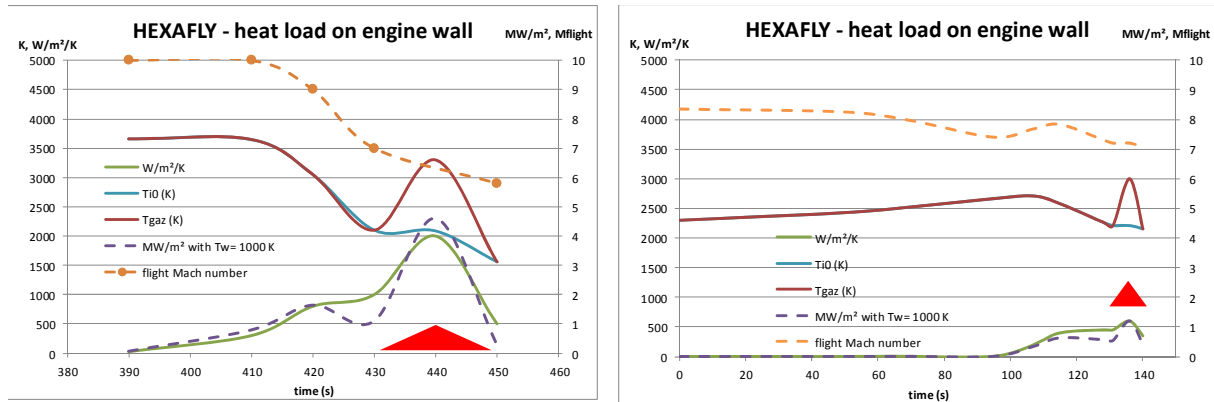 HEXAFLY - heat load on engine wall
K, W/m²/K
MW/m², Mflight
5000
4500
4000
3500
3000
2500
2000
1500
1000
500
0
10
9
8
7
6
5
4
3
2
1
0
W/m²/K
Ti0 (K)
Tgaz (K)
MW/m² with Tw= 1000 K
flight Mach number
380 390 400 410 420 430 440 450 460
time (s)
HEXAFLY - heat load on engine wall
K, W/m²/K
MW/m², Mflight
5000
4500
4000
3500
3000
2500
2000
1500
1000
500
0
10
9
8
7
6
5
4
3
2
1
0
W/m²/K
Ti0 (K)
Tgaz (K)
MW/m² with Tw= 1000 K
flight Mach number
0 20 40 60 80 100 120 140
time (s)